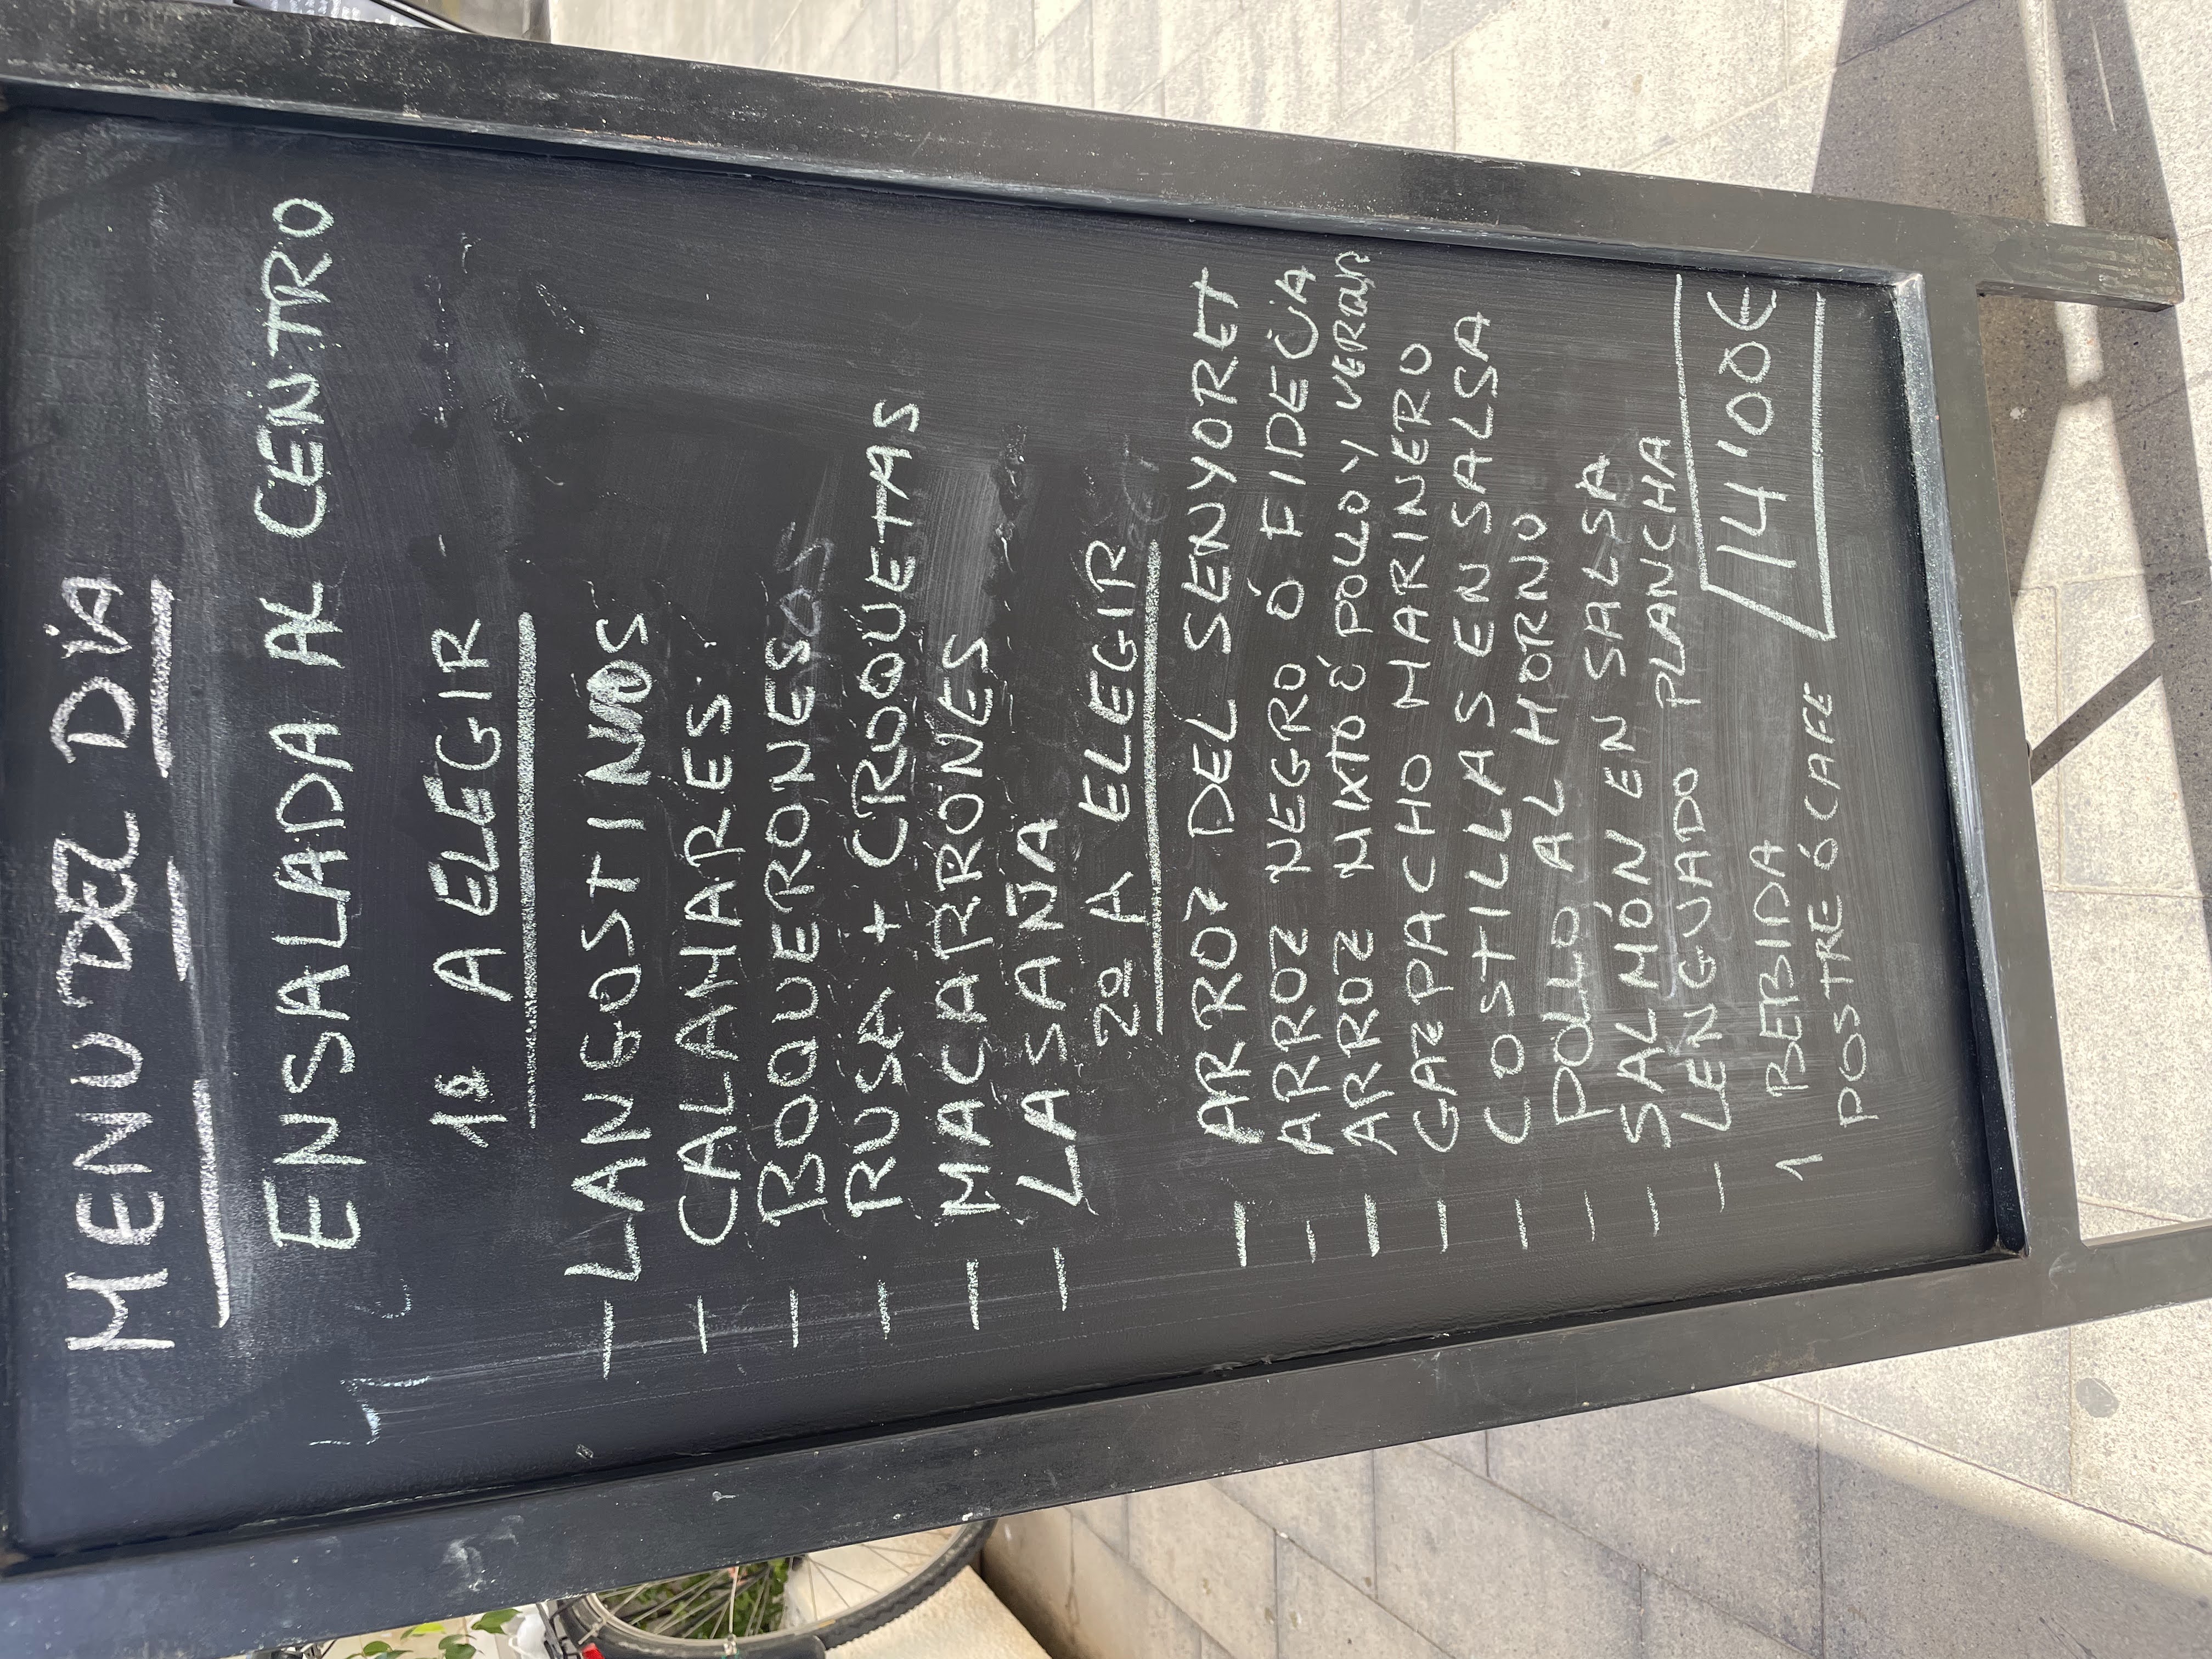 MENU DEL DíA
ENSALADA AL CENTRO
1º A ELEGIR
— LANGOSTINOS
— CALAMARES
— BOQUERONES
— RUSA + CROQUETAS
— MACARRONES
— LASAÑA
2º A ELEGIR
— ARROZ DEL SENYORET
— ARROZ NEGRO Ó FIDEUA
— ARROZ MIXTO Ó POLLO Y VERDUR
— GAZPACHO MARINERO
— COSTILLAS EN SALSA
— POLLO AL HORNO
— SALMÓN EN SALSA
— LENGUADO PLANCHA
1 BEBIDA
POSTRE Ó CAFE
14'00€